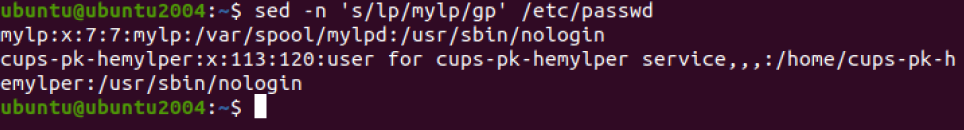 ubuntu@ubuntu2004:~$ sed -n 's/lp/mylp/gp' /etc/passwd
mylp:x:7:7:mylp:/var/spool/mylpd:/usr/sbin/nologin
cups-pk-hemylper:x:113:120:user for cups-pk-hemylper service,,,:/home/cups-pk-h
emylper:/usr/sbin/nologin
ubuntu@ubuntu2004:~$